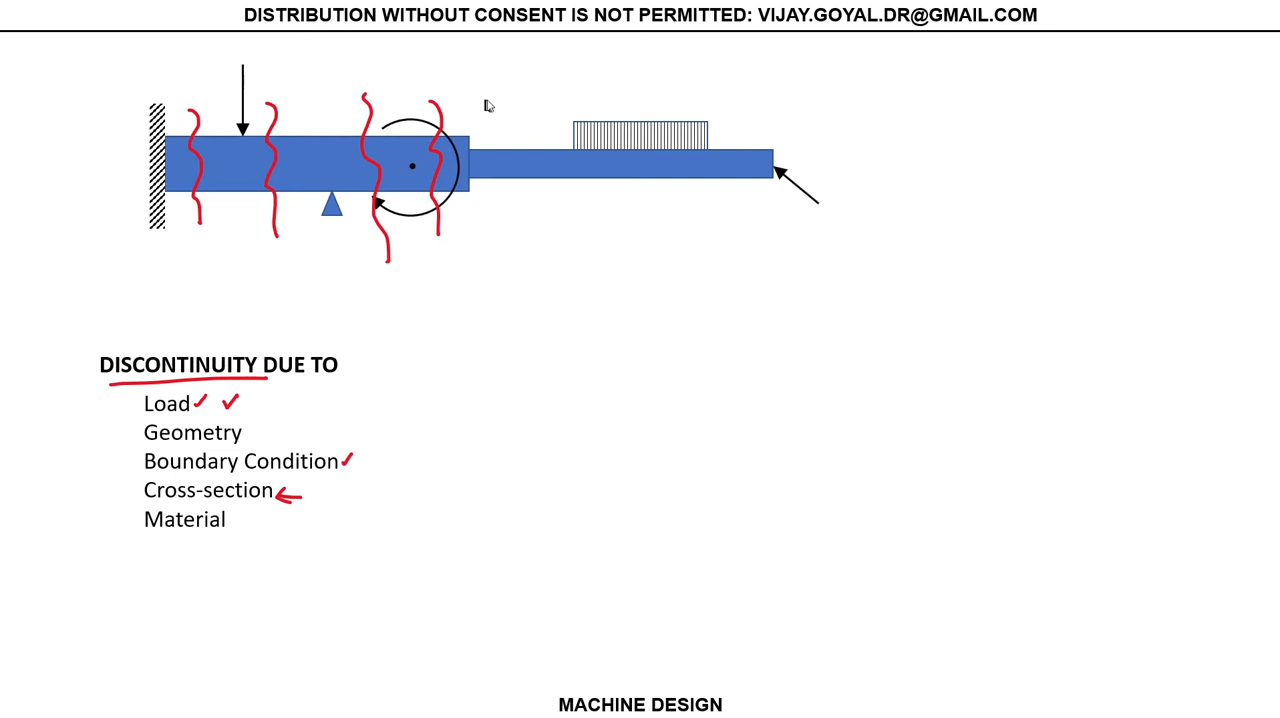 DISTRIBUTION WITHOUT CONSENT IS NOT PERMITTED: VIJAY.GOYAL.DR@GMAIL.COM
DISCONTINUITY DUE TO
Load
Geometry
Boundary Condition
Cross-section
Material
MACHINE DESIGN